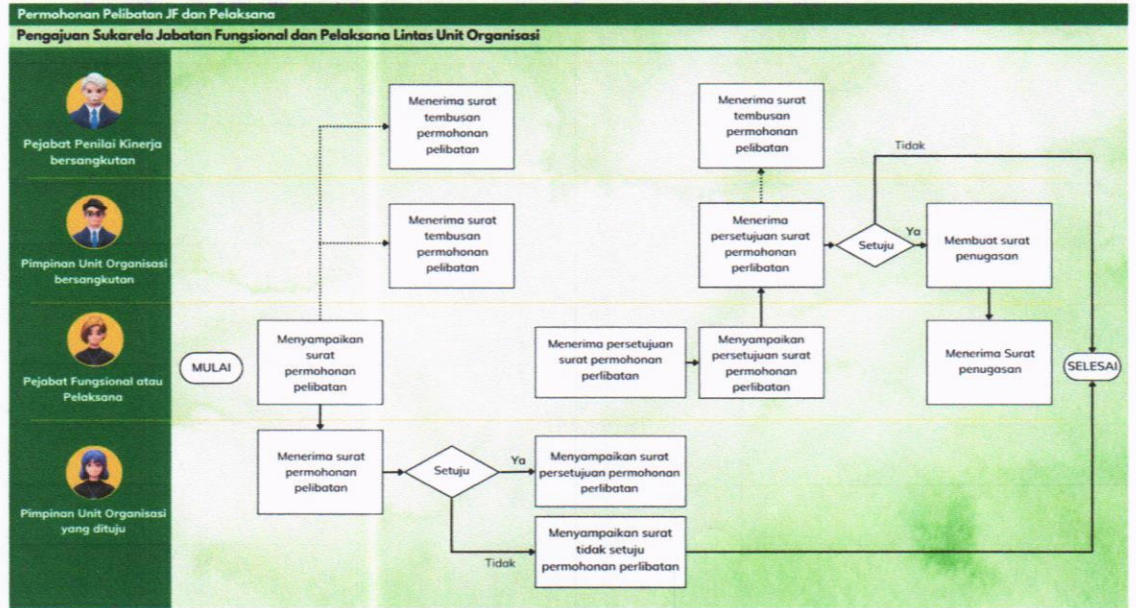 Permohonan Pelibatan JF dan Pelaksana
Pengajuan Sukarela Jabatan Fungsional dan Pelaksana Lintas Unit Organisasi
Pejabat Penilai Kinerja
bersangkutan
Menerima surat
tembusan
permohonan
pelibatan
Menerima surat
tembusan
permohonan
pelibatan
Tidak
Pimpinan Unit Organisasi
bersangkutan
Menerima surat
tembusan
permohonan
pelibatan
Menerima
persetujuan surat
permohonan
perlibatan
Setuju
Ya
Membuat surat
penugasan
Pejabat Fungsional atau
Pelaksana
MULAI
Menyampaikan
surat
permohonan
pelibatan
Menerima persetujuan
surat permohonan
perlibatan
Menyampaikan
persetujuan surat
permohonan
perlibatan
Menerima Surat
penugasan
SELESAI
Pimpinan Unit Organisasi
yang dituju
Menerima surat
permohonan
pelibatan
Setuju
Ya
Menyampaikan surat
persetujuan permohonan
perlibatan
Tidak
Menyampaikan surat
tidak setuju
permohonan perlibatan